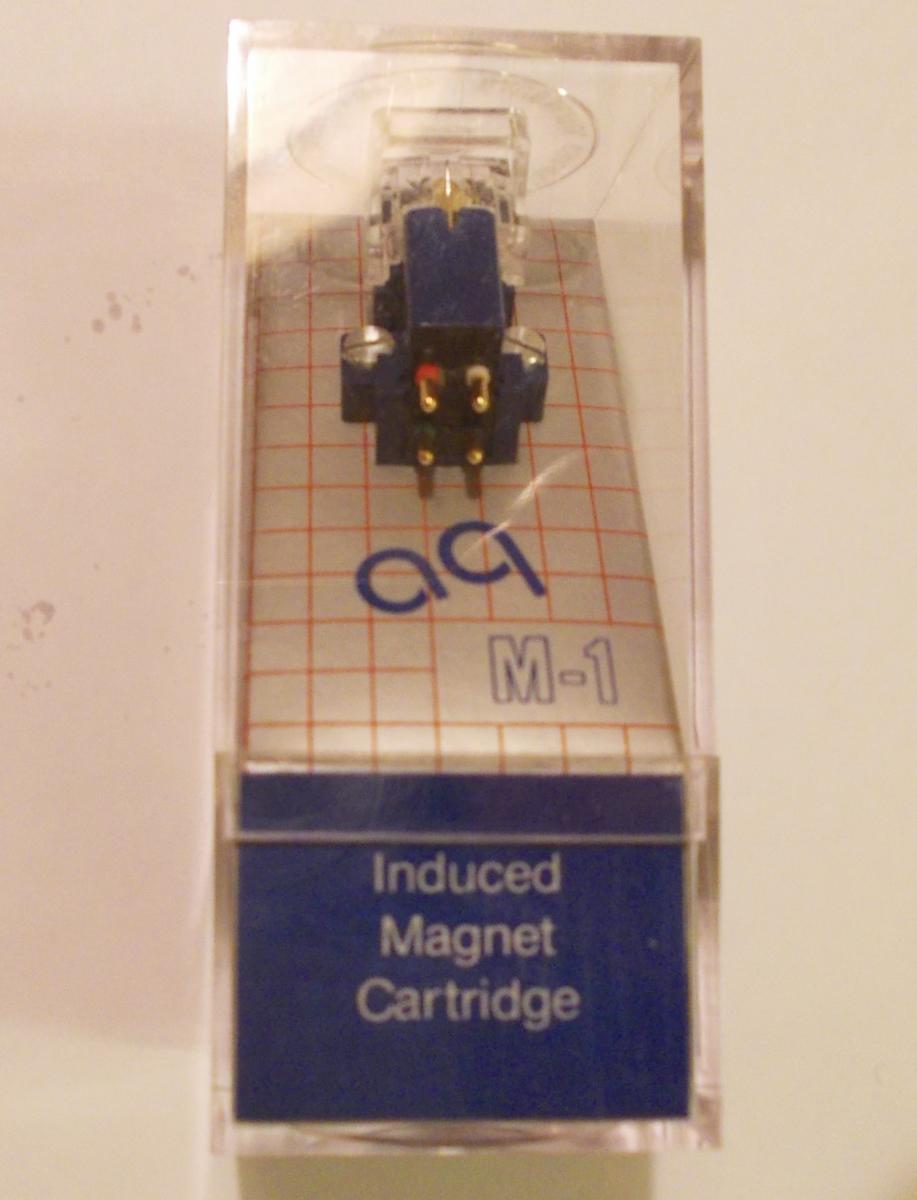 aq
M-1
Induced
Magnet
Cartridge